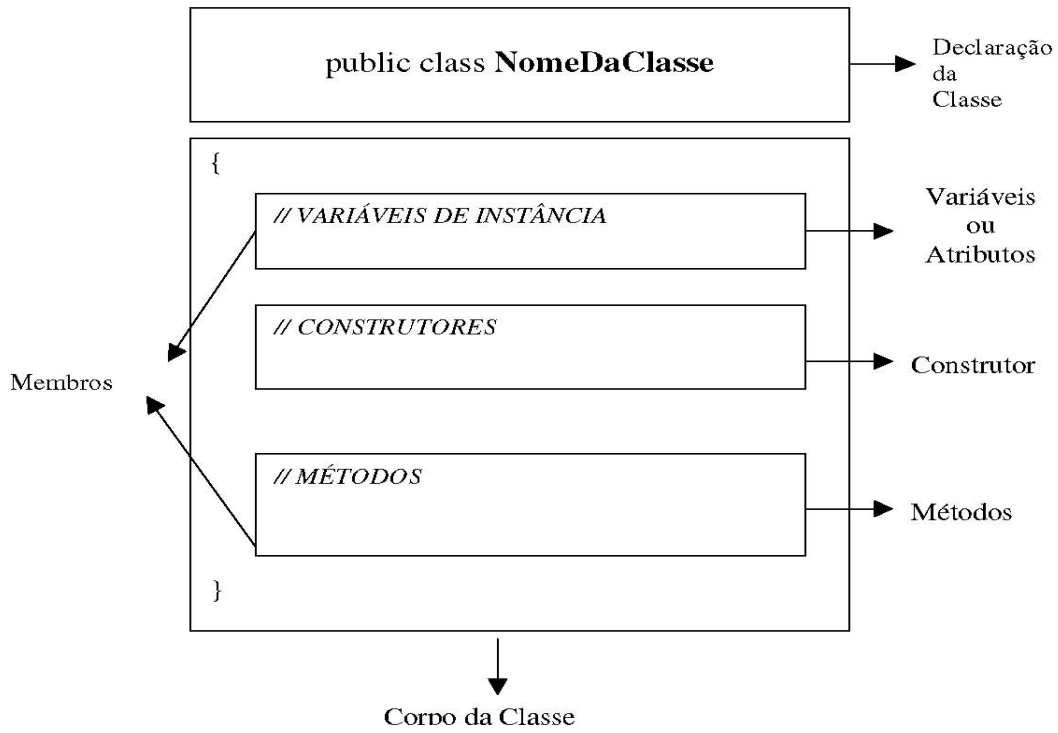 public class NomeDaClasse
Declaração
da
Classe
{
// VARIÁVEIS DE INSTÂNCIA
Variáveis
ou
Atributos
// CONSTRUTORES
Construtor
Membros
// MÉTODOS
Métodos
}
Corpo da Classe